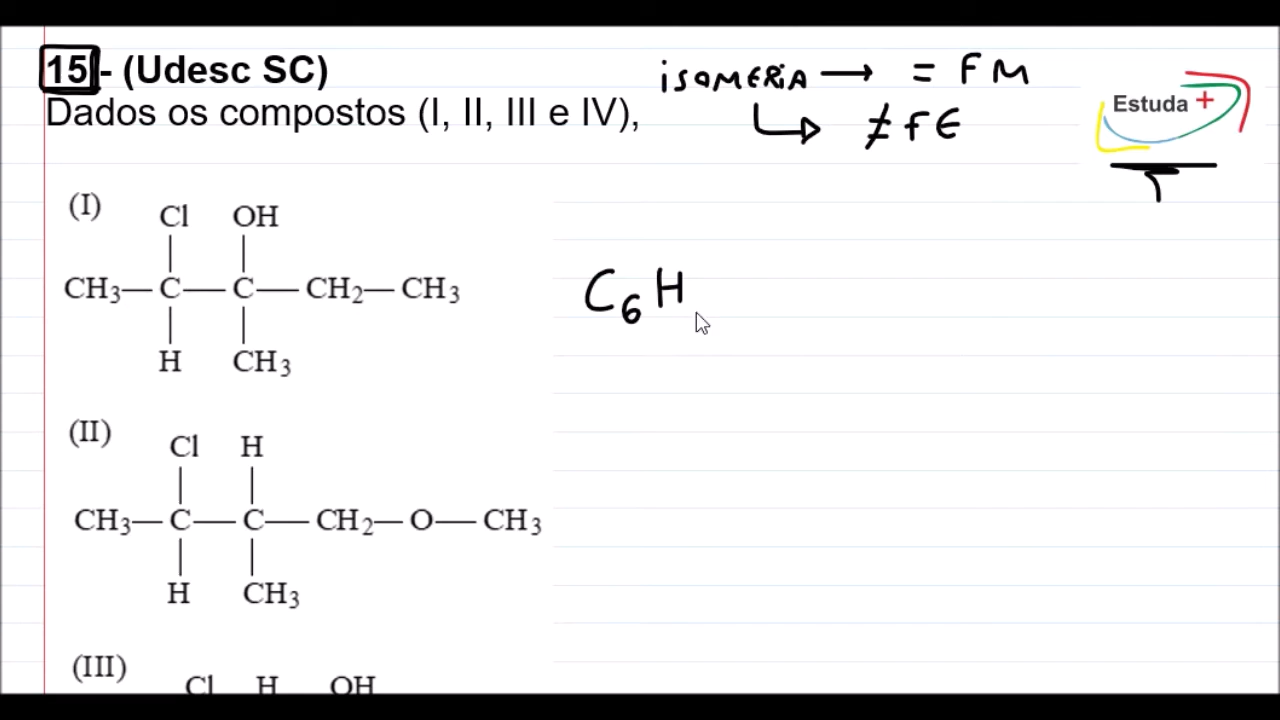 15 - (Udesc SC)
isomeria → = FM
Dados os compostos (I, II, III e IV),
≠ FE
Estuda +
(I)
Cl OH
CH3—C—C—CH2—CH3
H CH3
C6H
(II)
Cl H
CH3—C—C—CH2—O—CH3
H CH3
(III)
Cl H OH